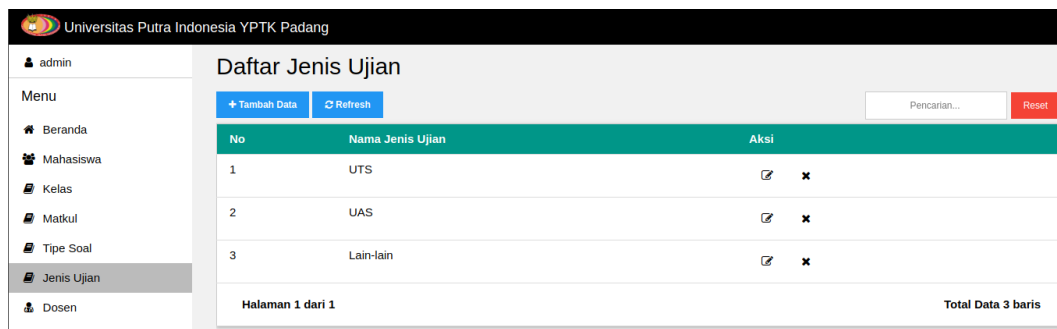 Universitas Putra Indonesia YPTK Padang
admin
Menu
Beranda
Mahasiswa
Kelas
Matkul
Tipe Soal
Jenis Ujian
Dosen
Daftar Jenis Ujian
Tambah Data Refresh Pencarian... Reset
No Nama Jenis Ujian Aksi
1 UTS
2 UAS
3 Lain-lain
Halaman 1 dari 1 Total Data 3 baris